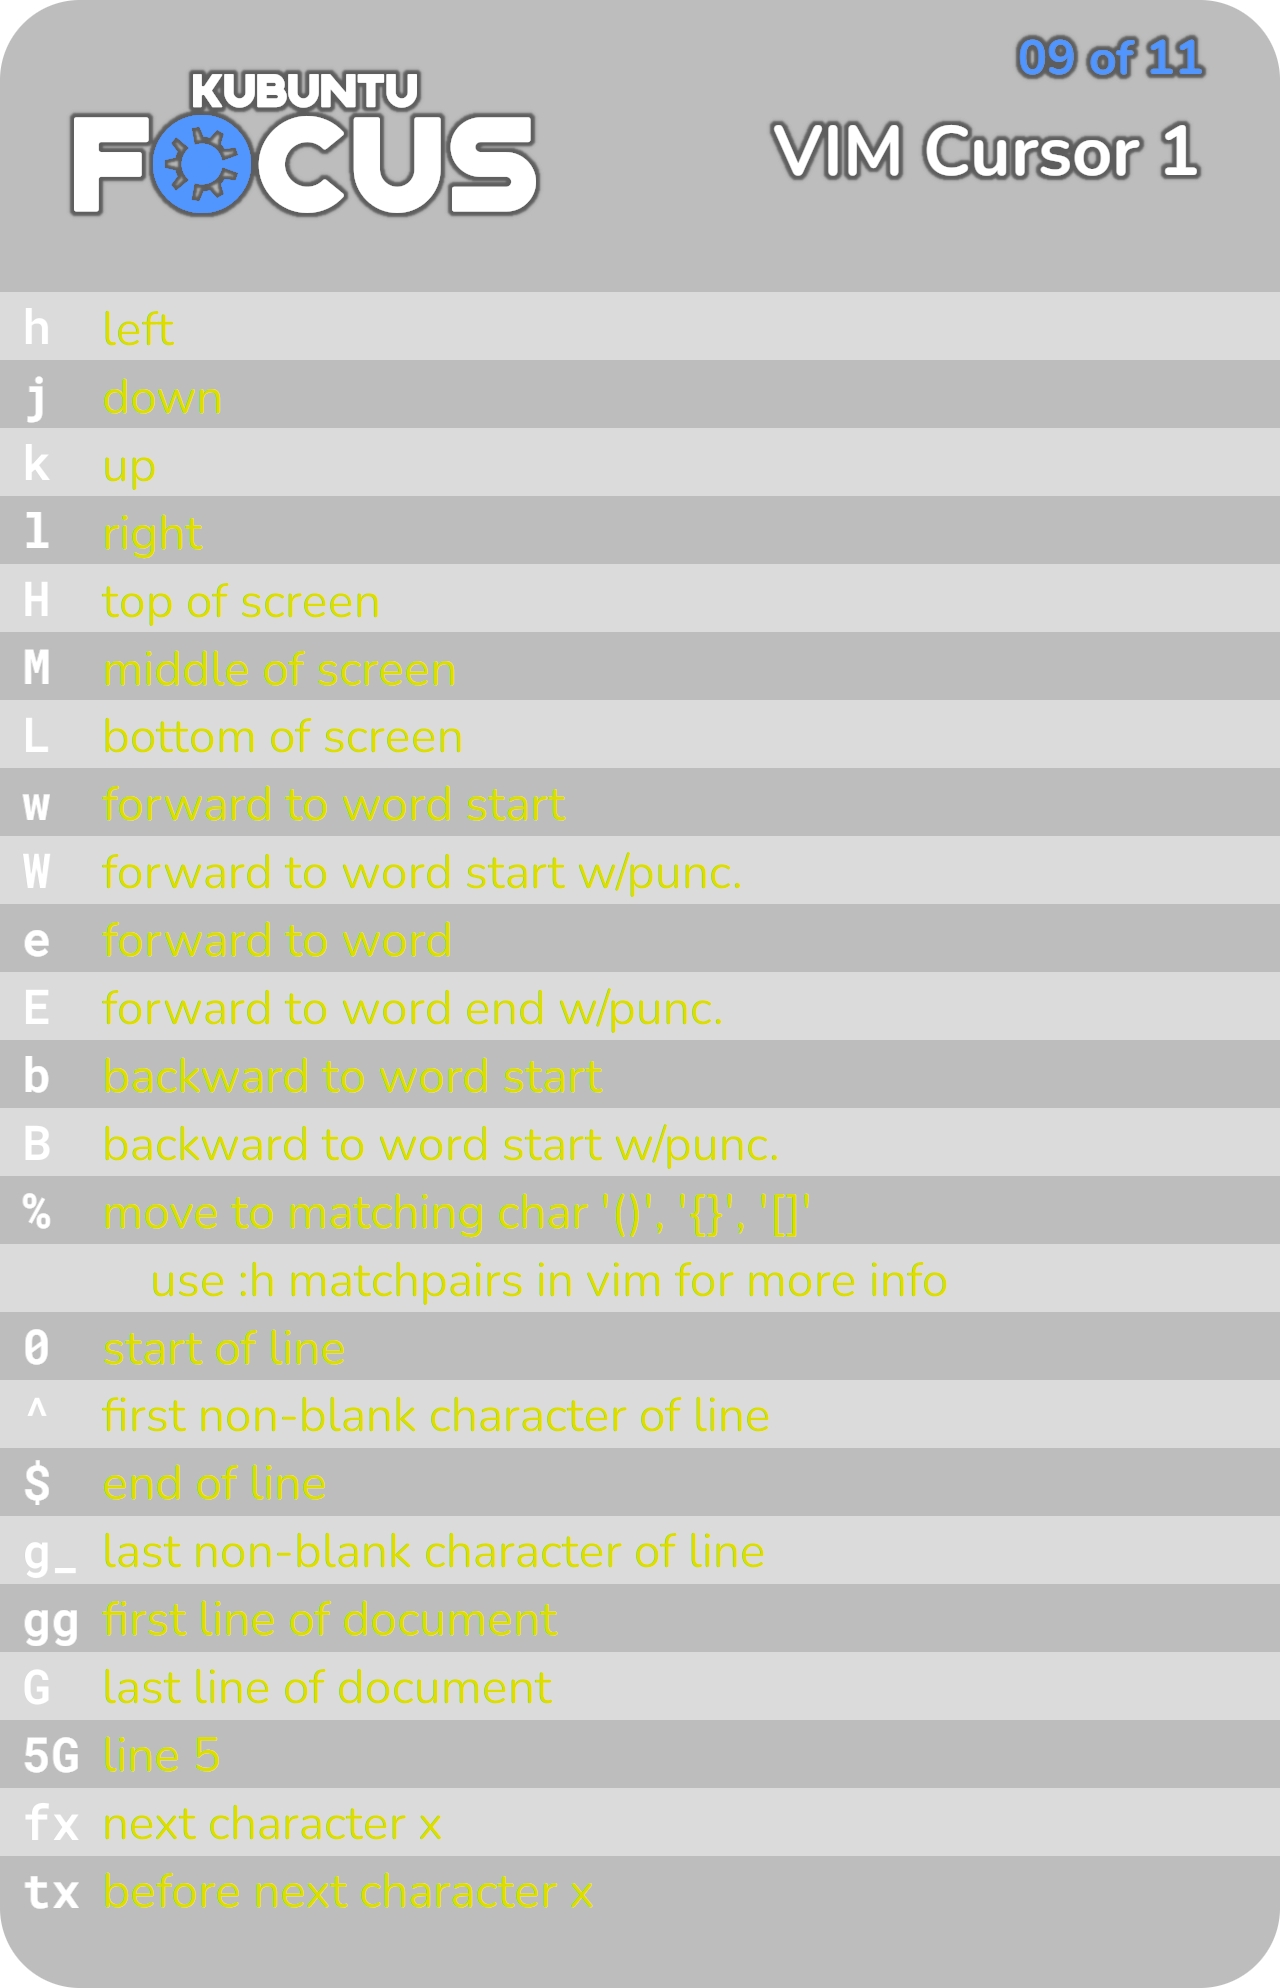 09 of 11
KUBUNTU
FOCUS
VIM Cursor 1
h left
j down
k up
l right
H top of screen
M middle of screen
L bottom of screen
w forward to word start
W forward to word start w/punc.
e forward to word
E forward to word end w/punc.
b backward to word start
B backward to word start w/punc.
% move to matching char '()', '{}', '[]'
use :h matchpairs in vim for more info
0 start of line
^ first non-blank character of line
$ end of line
g_ last non-blank character of line
gg first line of document
G last line of document
5G line 5
fx next character x
tx before next character x